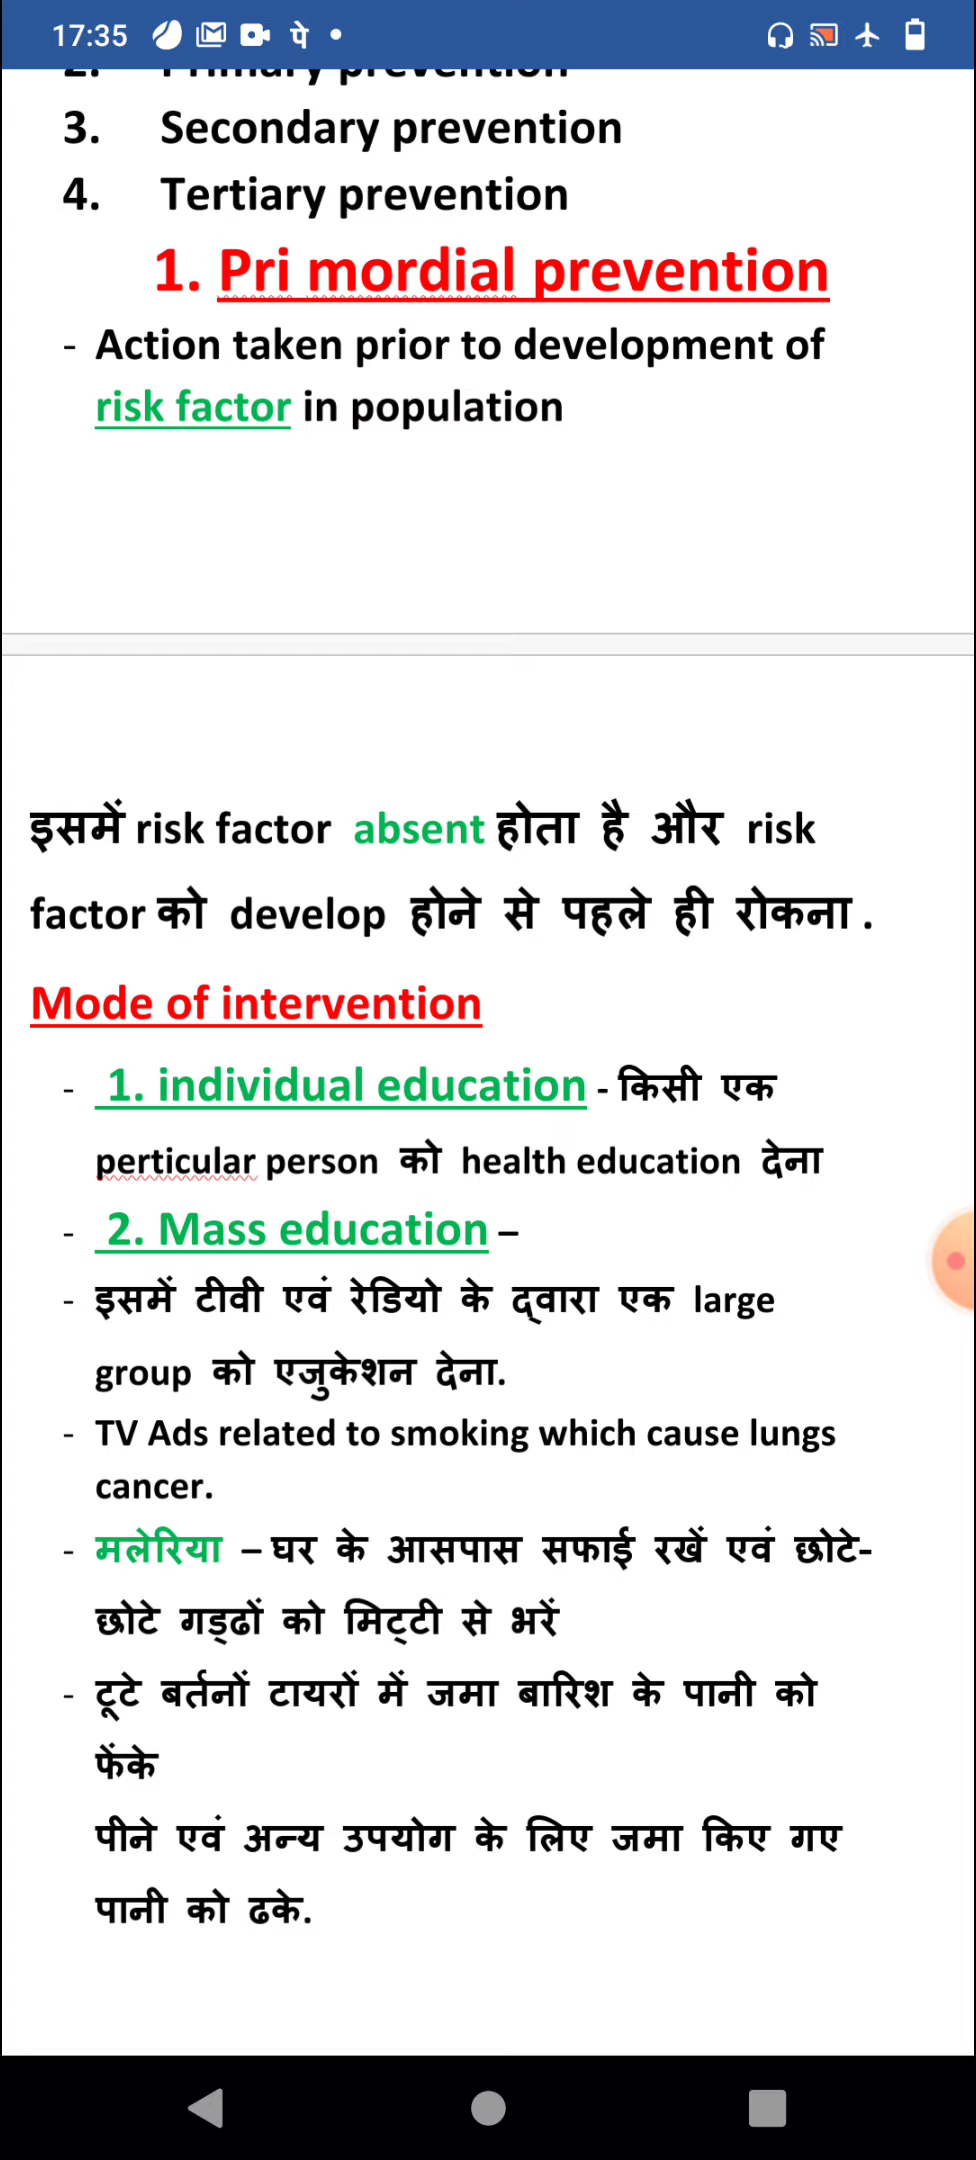 17:35 पे
2. Primary prevention
3. Secondary prevention
4. Tertiary prevention
1. Pri mordial prevention
- Action taken prior to development of
risk factor in population
इसमें risk factor absent होता है और risk
factor को develop होने से पहले ही रोकना .
Mode of intervention
- 1. individual education - किसी एक
perticular person को health education देना
- 2. Mass education –
- इसमें टीवी एवं रेडियो के द्वारा एक large
group को एजुकेशन देना.
- TV Ads related to smoking which cause lungs
cancer.
- मलेरिया – घर के आसपास सफाई रखें एवं छोटे-
छोटे गड्ढों को मिट्टी से भरें
- टूटे बर्तनों टायरों में जमा बारिश के पानी को
फेंके
पीने एवं अन्य उपयोग के लिए जमा किए गए
पानी को ढके.